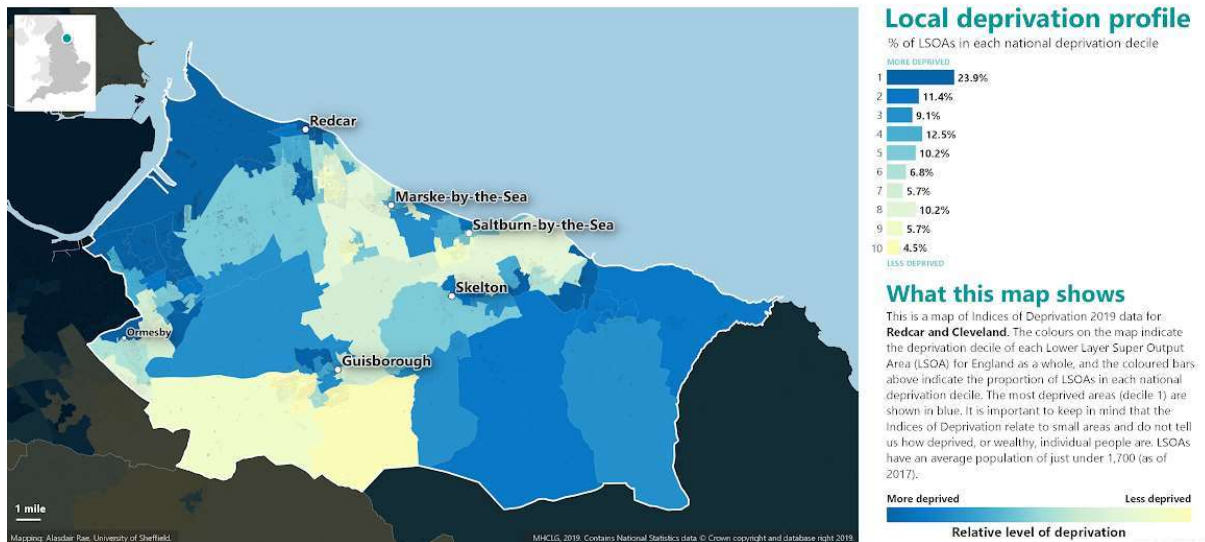 Redcar
Marske-by-the-Sea
Saltburn-by-the-Sea
Skelton
Ormesby
Guisborough
1 mile
Mapping: Alasdair Rae, University of Sheffield.
MHCLG, 2019. Contains National Statistics data © Crown copyright and database right 2019.
Local deprivation profile
% of LSOAs in each national deprivation decile
MORE DEPRIVED
1 23.9%
2 11.4%
3 9.1%
4 12.5%
5 10.2%
6 6.8%
7 5.7%
8 10.2%
9 5.7%
10 4.5%
LESS DEPRIVED
What this map shows
This is a map of Indices of Deprivation 2019 data for
Redcar and Cleveland. The colours on the map indicate
the deprivation decile of each Lower Layer Super Output
Area (LSOA) for England as a whole, and the coloured bars
above indicate the proportion of LSOAs in each national
deprivation decile. The most deprived areas (decile 1) are
shown in blue. It is important to keep in mind that the
Indices of Deprivation relate to small areas and do not tell
us how deprived, or wealthy, individual people are. LSOAs
have an average population of just under 1,700 (as of
2017).
More deprived Less deprived
Relative level of deprivation